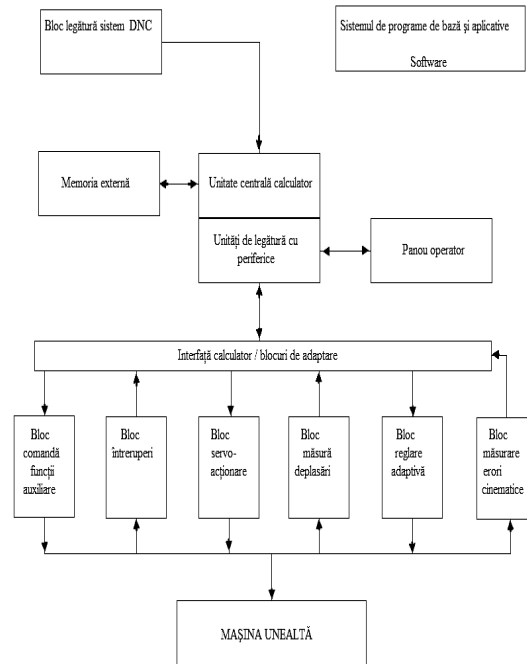 Bloc legătură sistem DNC
Sistemul de programe de bază și aplicative
Software
Memoria externă
Unitate centrală calculator
Unități de legătură cu
periferice
Panou operator
Interfață calculator / blocuri de adaptare
Bloc
comandă
funcții
auxiliare
Bloc
întreruperi
Bloc
servo-
acționare
Bloc
măsură
deplasări
Bloc
reglare
adaptivă
Bloc
măsurare
erori
cinematice
MAȘINA UNEALTĂ